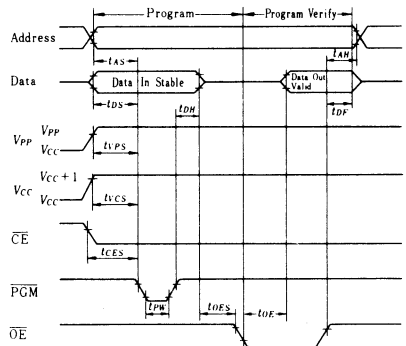 Program Program Verify
Address
tAS tAH
Data Data In Stable Data Out Valid
tDS tDH tDF
VPP VPP
VCC tVPS
VCC VCC+1
VCC tVCS
CE
tCES
PGM
tPW tOES tOE
OE